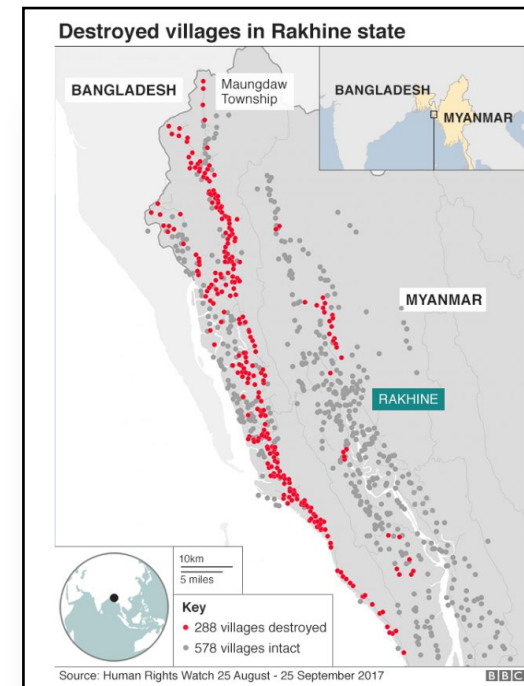 Destroyed villages in Rakhine state
BANGLADESH
Maungdaw
Township
BANGLADESH
MYANMAR
MYANMAR
RAKHINE
10km
5 miles
Key
288 villages destroyed
578 villages intact
Source: Human Rights Watch 25 August - 25 September 2017
BBC